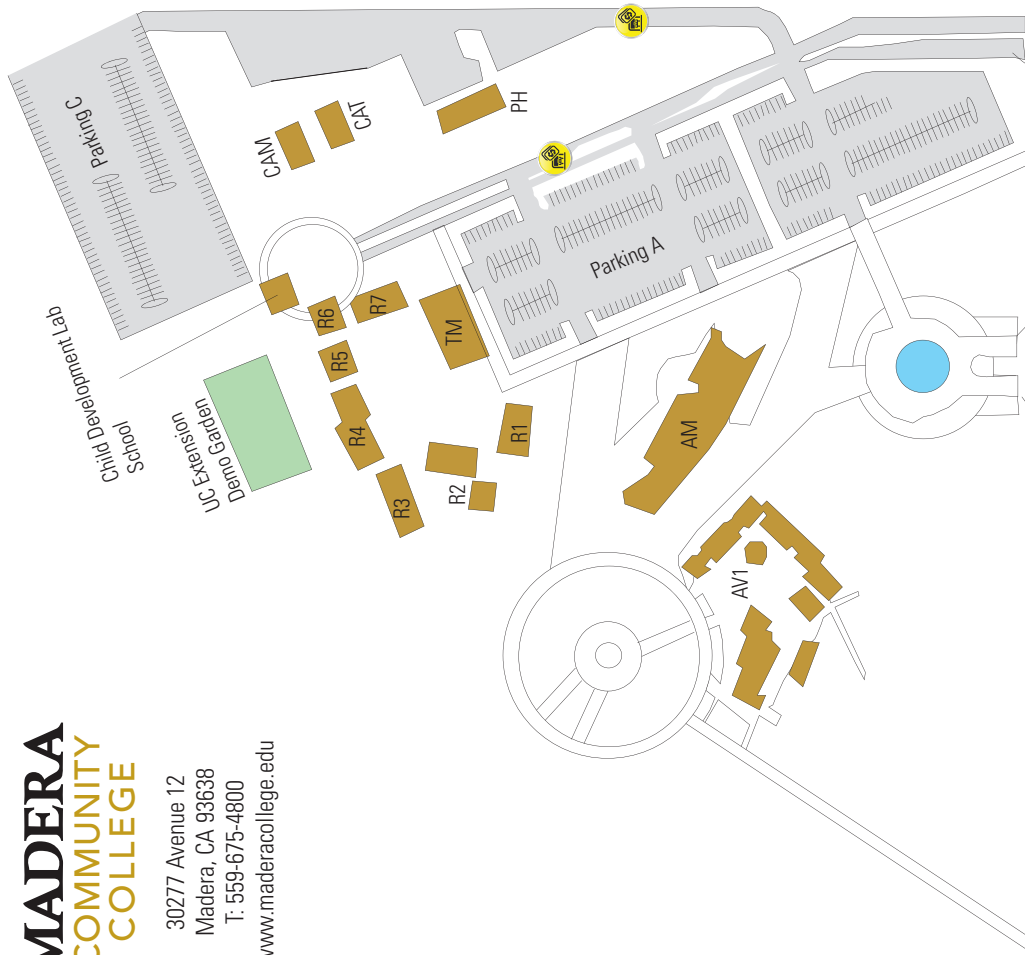 MADERA
COMMUNITY
COLLEGE
30277 Avenue 12
Madera, CA 93638
T: 559-675-4800
www.maderacollege.edu
Child Development Lab
School
UC Extension
Demo Garden
Parking C
CAM
CAT
PH
R6
R7
R5
R4
R3
R2
R1
TM
Parking A
AM
AV1